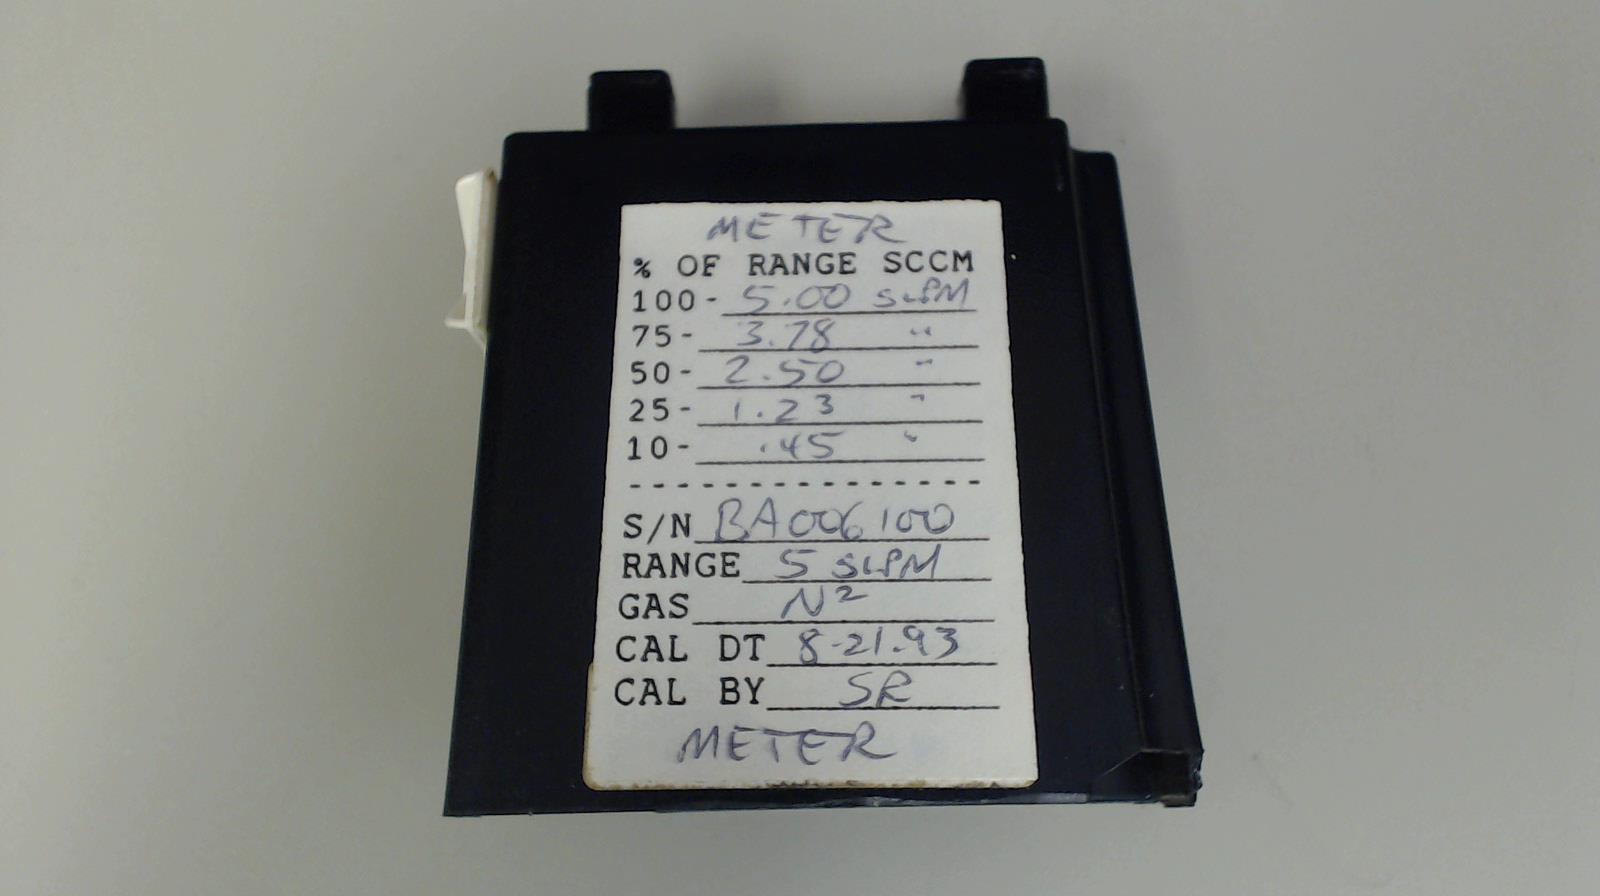 METER
% OF RANGE SCCM
100- 5.00 SLPM
75- 3.78 "
50- 2.50 "
25- 1.23 "
10- .45 "
---------------
S/N BA006100
RANGE 5 SLPM
GAS N²
CAL DT 8-21.93
CAL BY SR
METER